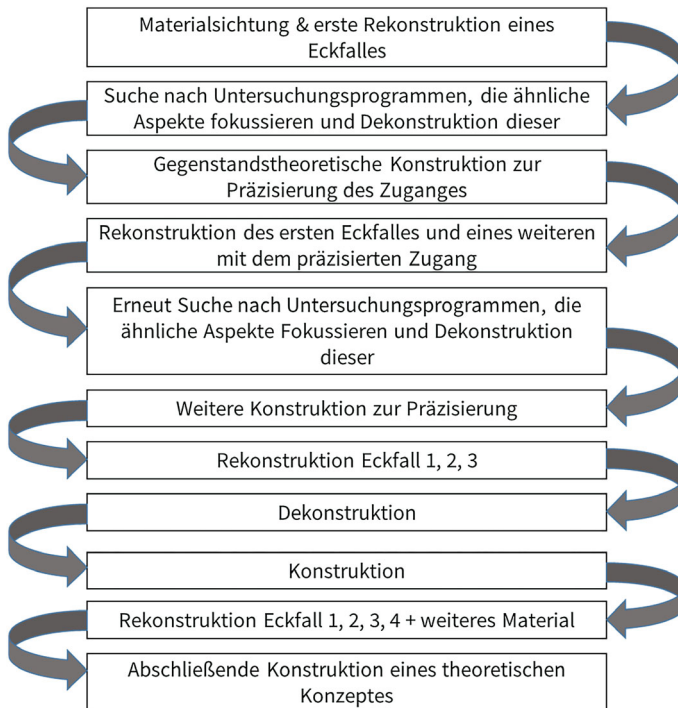 Materialsichtung & erste Rekonstruktion eines
Eckfalles
Suche nach Untersuchungsprogrammen, die ähnliche
Aspekte fokussieren und Dekonstruktion dieser
Gegenstandstheoretische Konstruktion zur
Präzisierung des Zuganges
Rekonstruktion des ersten Eckfalles und eines weiteren
mit dem präzisierten Zugang
Erneut Suche nach Untersuchungsprogrammen, die
ähnliche Aspekte Fokussieren und Dekonstruktion
dieser
Weitere Konstruktion zur Präzisierung
Rekonstruktion Eckfall 1, 2, 3
Dekonstruktion
Konstruktion
Rekonstruktion Eckfall 1, 2, 3, 4 + weiteres Material
Abschließende Konstruktion eines theoretischen
Konzeptes